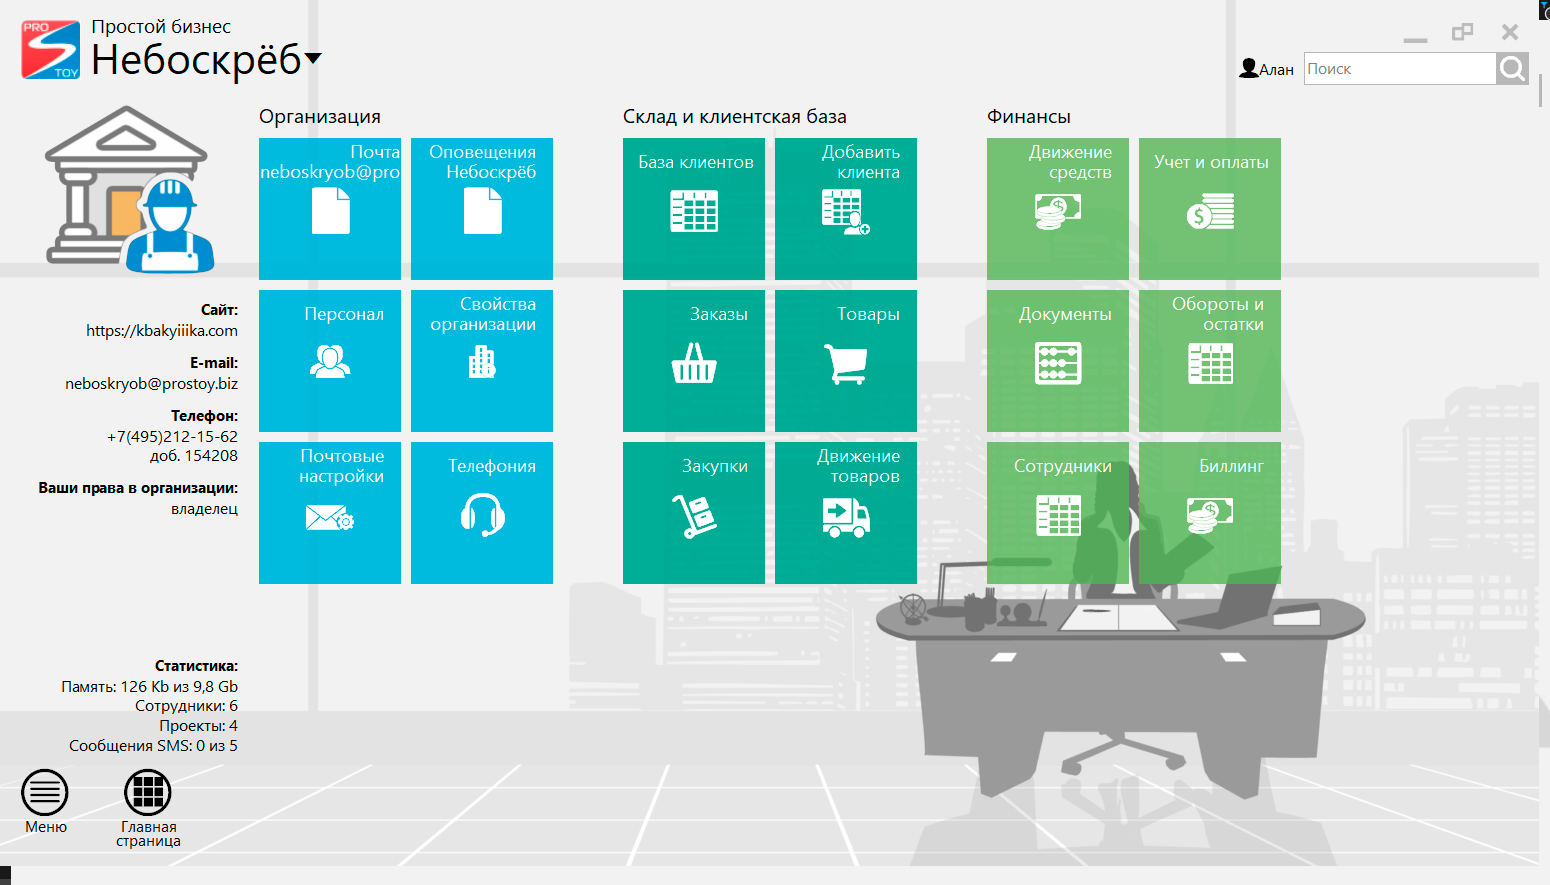 PRO
S
TOY
Простой бизнес
Небоскрёб
Алан
Поиск
Организация
Склад и клиентская база
Финансы
Почта
neboskryob@pro
Оповещения
Небоскрёб
База клиентов
Добавить
клиента
Движение
средств
Учет и оплаты
Персонал
Свойства
организации
Заказы
Товары
Документы
Обороты и
остатки
Почтовые
настройки
Телефония
Закупки
Движение
товаров
Сотрудники
Биллинг
Сайт:
https://kbakyiiika.com
E-mail:
neboskryob@prostoy.biz
Телефон:
+7(495)212-15-62
доб. 154208
Ваши права в организации:
владелец
Статистика:
Память: 126 Kb из 9,8 Gb
Сотрудники: 6
Проекты: 4
Сообщения SMS: 0 из 5
Меню
Главная
страница